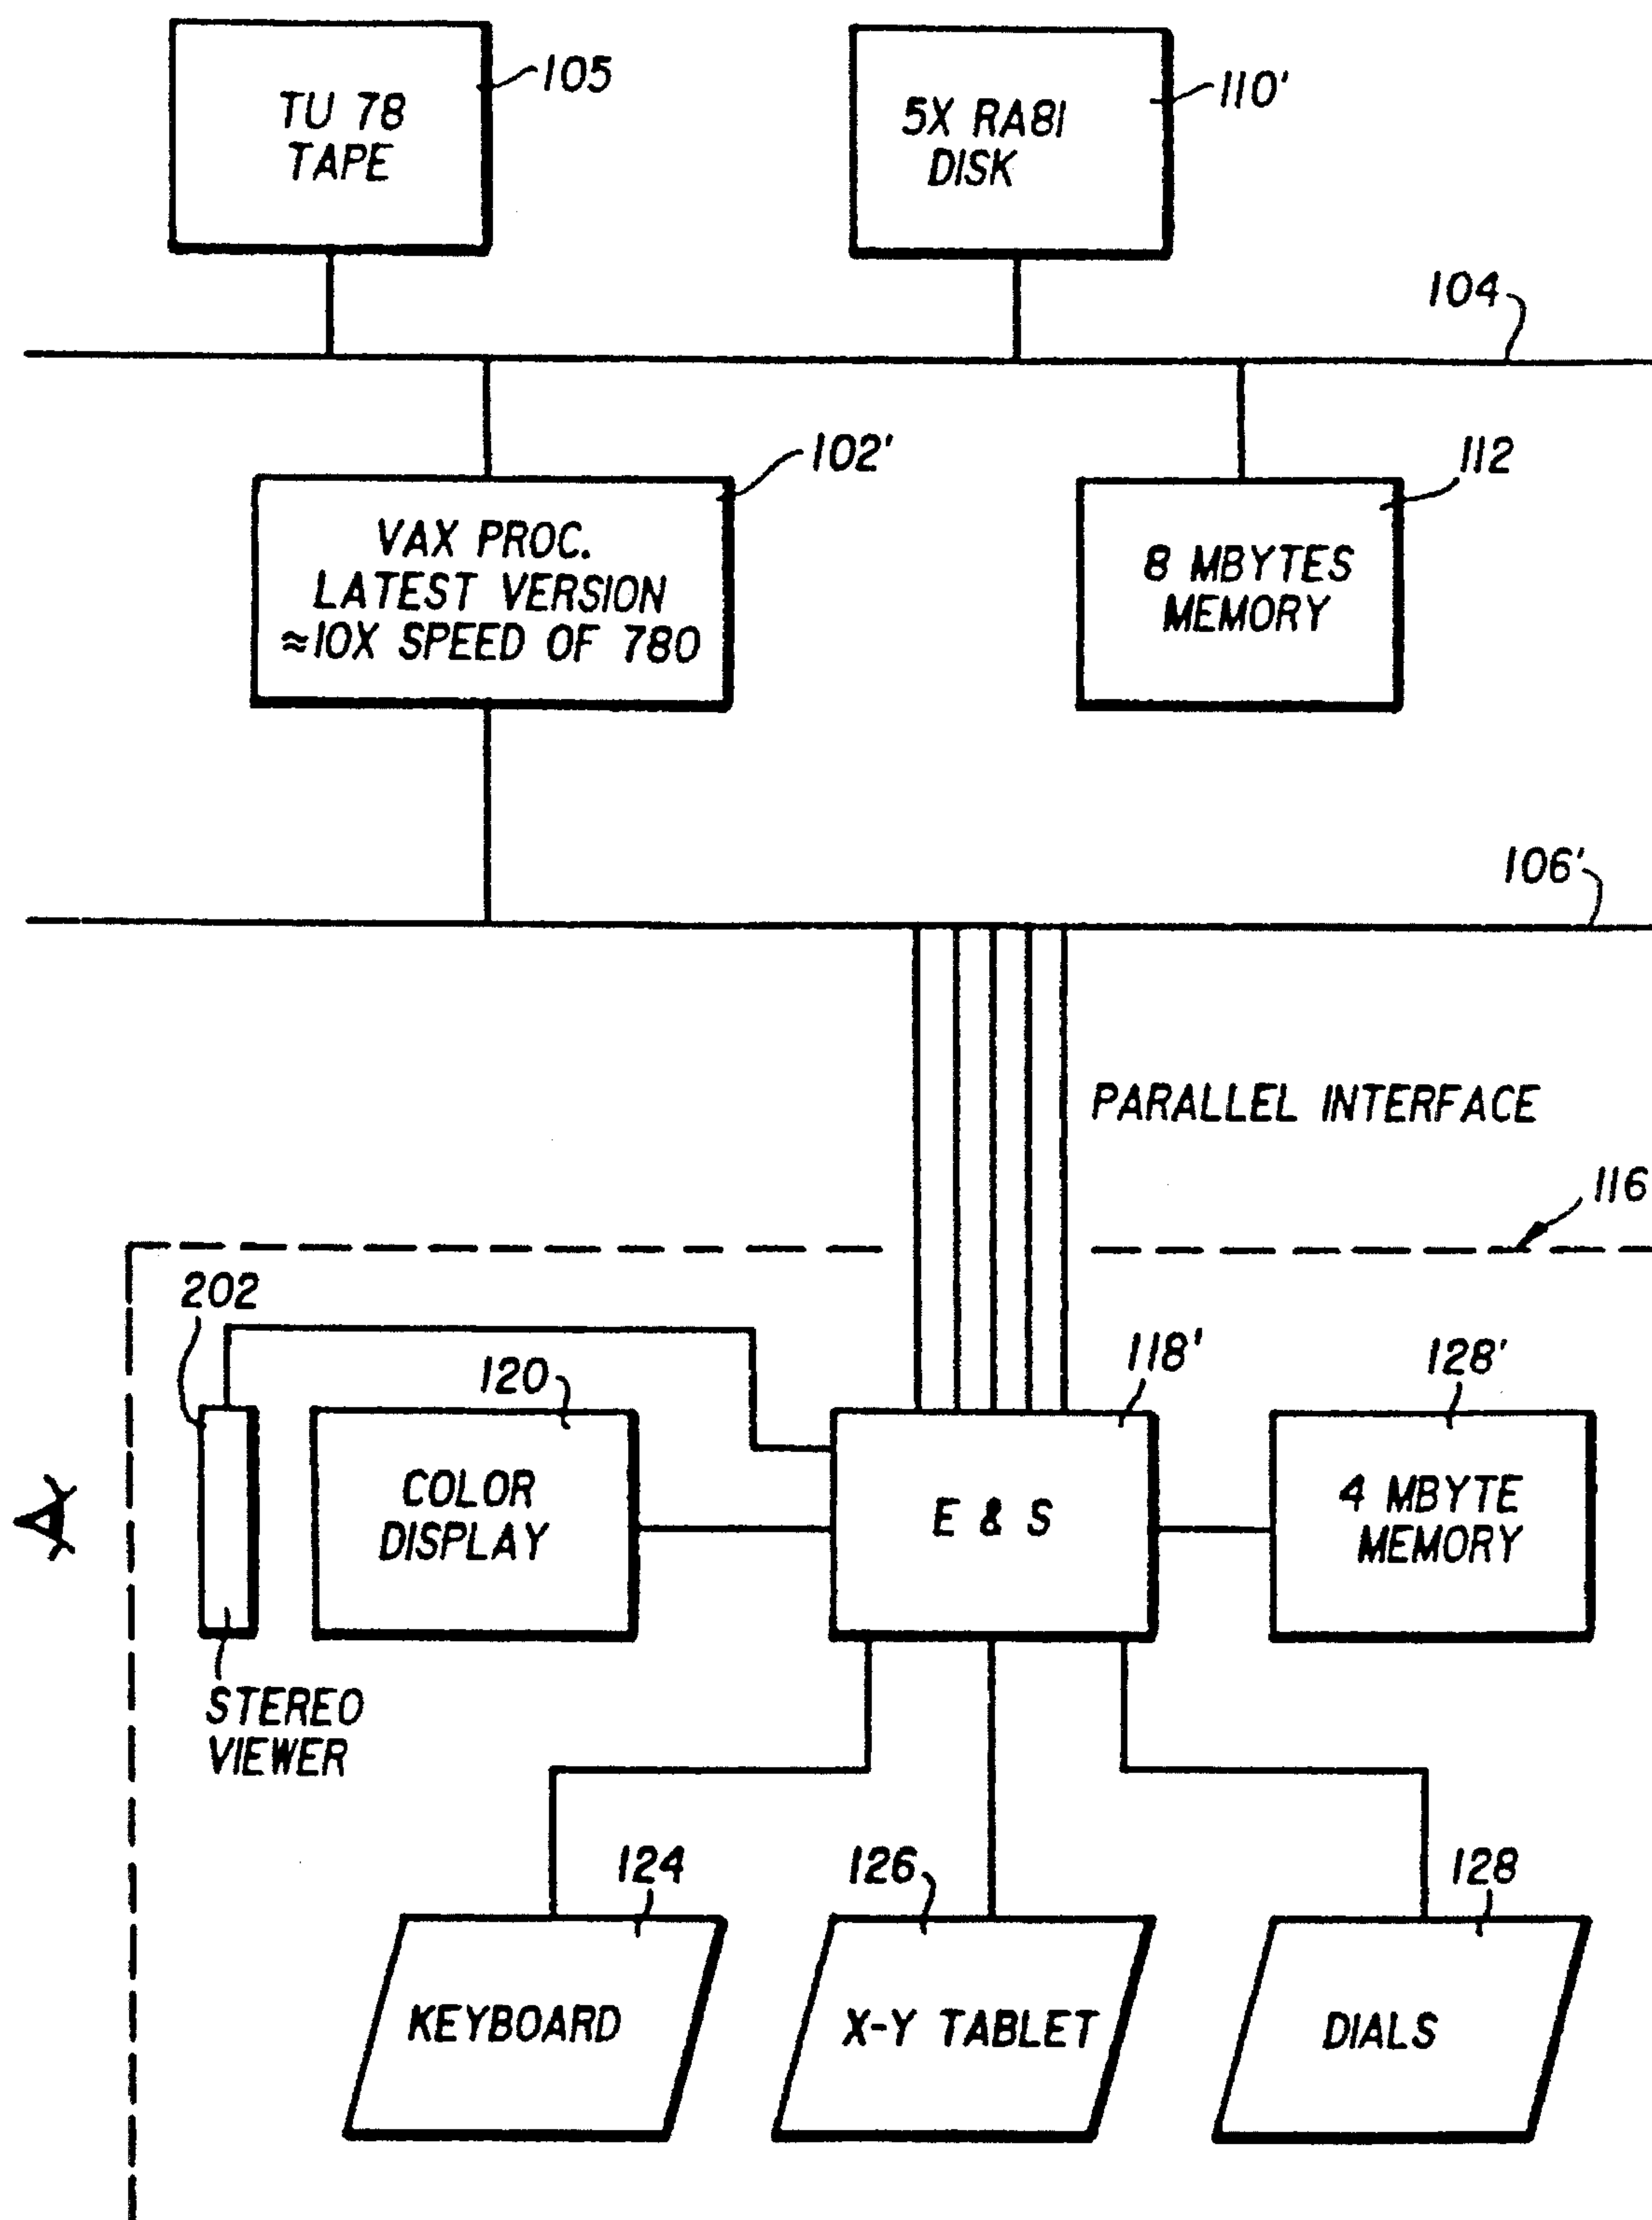 105
TU 78
TAPE
110'
5X RA81
DISK
104
102'
VAX PROC.
LATEST VERSION
≈10X SPEED OF 780
112
8 MBYTES
MEMORY
106'
PARALLEL INTERFACE
116
202
120
118'
128'
COLOR
DISPLAY
E & S
4 MBYTE
MEMORY
STEREO
VIEWER
124
126
128
KEYBOARD
X-Y TABLET
DIALS